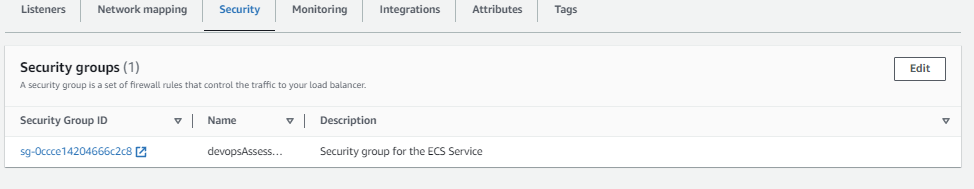 Listeners Network mapping Security Monitoring Integrations Attributes Tags
Security groups (1)
Edit
A security group is a set of firewall rules that control the traffic to your load balancer.
Security Group ID Name Description
sg-0ccce14204666c2c8 devopsAssess... Security group for the ECS Service